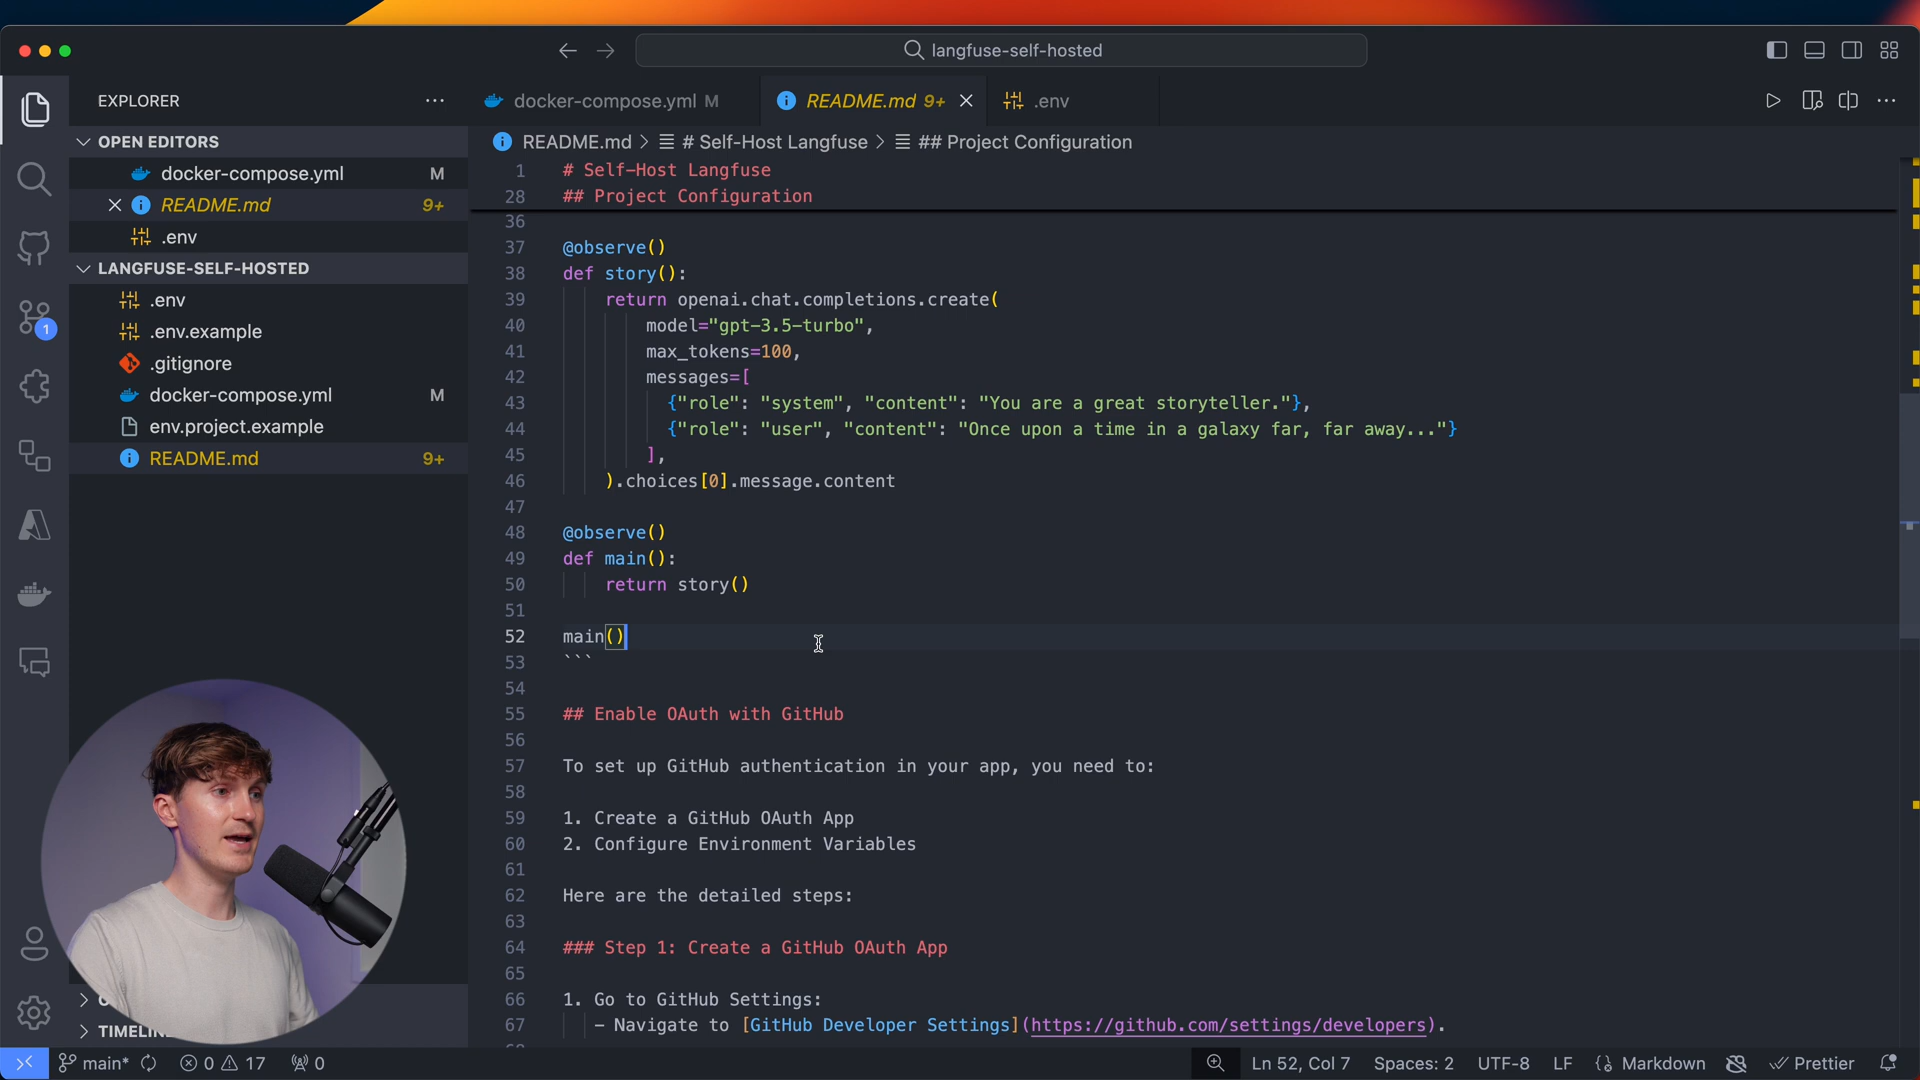 langfuse-self-hosted
EXPLORER
docker-compose.yml M
README.md 9+
.env
OPEN EDITORS
docker-compose.yml M
README.md 9+
.env
LANGFUSE-SELF-HOSTED
.env
.env.example
.gitignore
docker-compose.yml M
env.project.example
README.md 9+
1
TIMELIN
README.md > # Self-Host Langfuse > ## Project Configuration
1 # Self-Host Langfuse
28 ## Project Configuration
36
37 @observe()
38 def story():
39 return openai.chat.completions.create(
40 model="gpt-3.5-turbo",
41 max_tokens=100,
42 messages=[
43 {"role": "system", "content": "You are a great storyteller."},
44 {"role": "user", "content": "Once upon a time in a galaxy far, far away..."}
45 ],
46 ).choices[0].message.content
47
48 @observe()
49 def main():
50 return story()
51
52 main()
53 ```
54
55 ## Enable OAuth with GitHub
56
57 To set up GitHub authentication in your app, you need to:
58
59 1. Create a GitHub OAuth App
60 2. Configure Environment Variables
61
62 Here are the detailed steps:
63
64 ### Step 1: Create a GitHub OAuth App
65
66 1. Go to GitHub Settings:
67 - Navigate to [GitHub Developer Settings](https://github.com/settings/developers).
main* 0 17 0 Ln 52, Col 7 Spaces: 2 UTF-8 LF {} Markdown Prettier